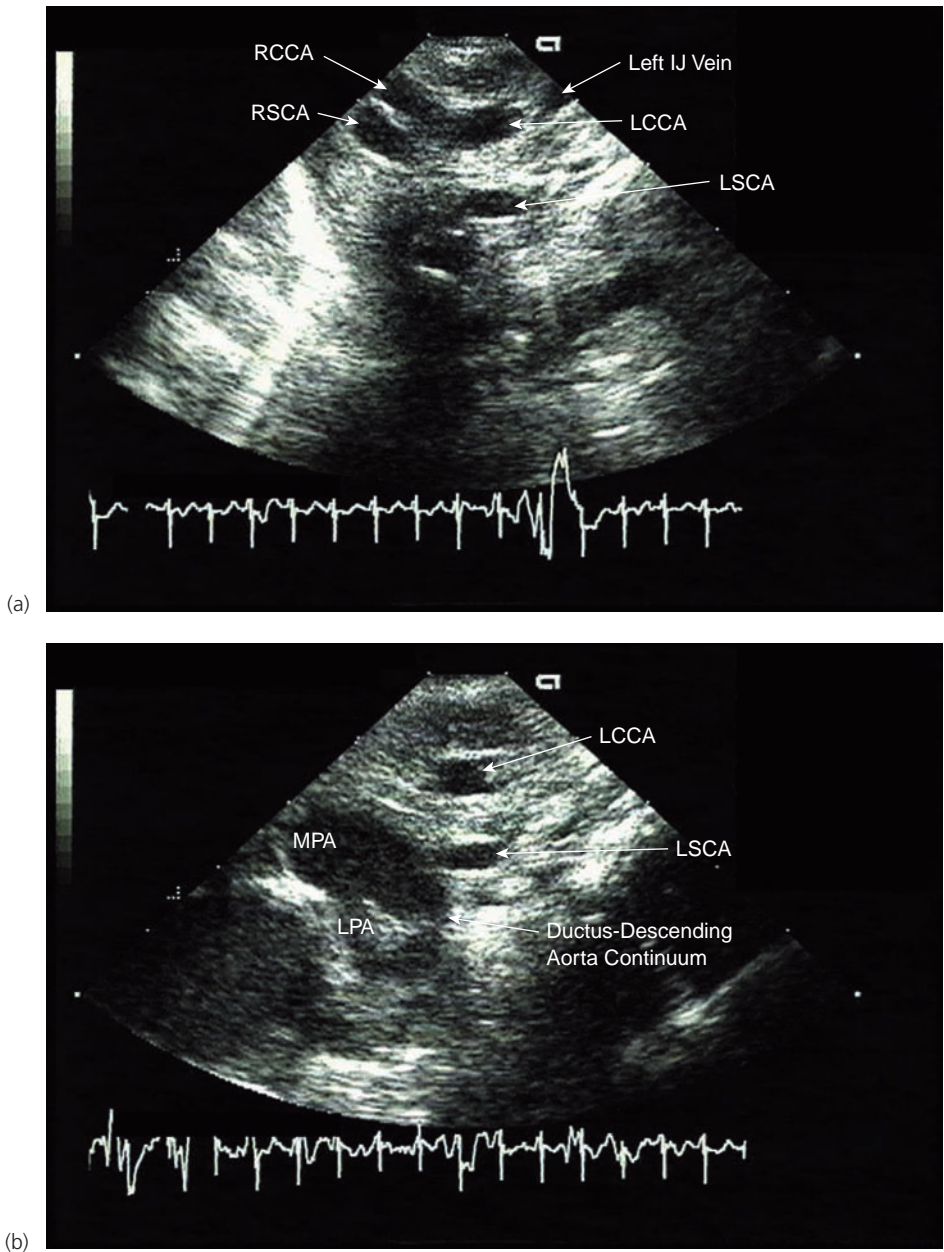 RCCA
Left IJ Vein
RSCA
LCCA
LSCA
(a)
LCCA
MPA
LSCA
LPA
Ductus-Descending
Aorta Continuum
(b)